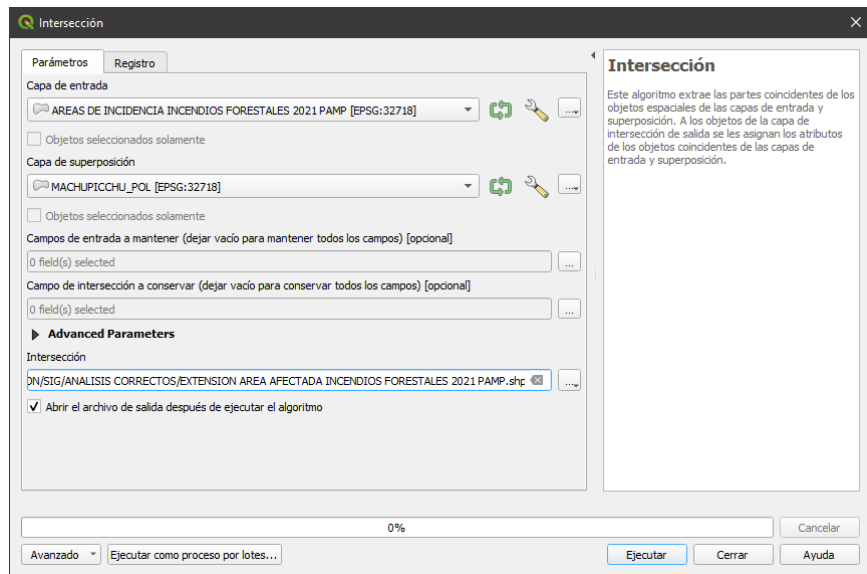 Intersección
Parámetros
Registro
Capa de entrada
AREAS DE INCIDENCIA INCENDIOS FORESTALES 2021 PAMP [EPSG:32718]
...
Objetos seleccionados solamente
Capa de superposición
MACHUPICCHU_POL [EPSG:32718]
...
Objetos seleccionados solamente
Campos de entrada a mantener (dejar vacío para mantener todos los campos) [opcional]
0 field(s) selected
...
Campo de intersección a conservar (dejar vacío para conservar todos los campos) [opcional]
0 field(s) selected
...
Advanced Parameters
Intersección
ON/SIG/ANALISIS CORRECTOS/EXTENSION AREA AFECTADA INCENDIOS FORESTALES 2021 PAMP.shp
...
Abrir el archivo de salida después de ejecutar el algoritmo
Intersección
Este algoritmo extrae las partes coincidentes de los
objetos espaciales de las capas de entrada y
superposición. A los objetos de la capa de
intersección de salida se les asignan los atributos
de los objetos coincidentes de las capas de
entrada y superposición.
0%
Cancelar
Avanzado
Ejecutar como proceso por lotes...
Ejecutar
Cerrar
Ayuda